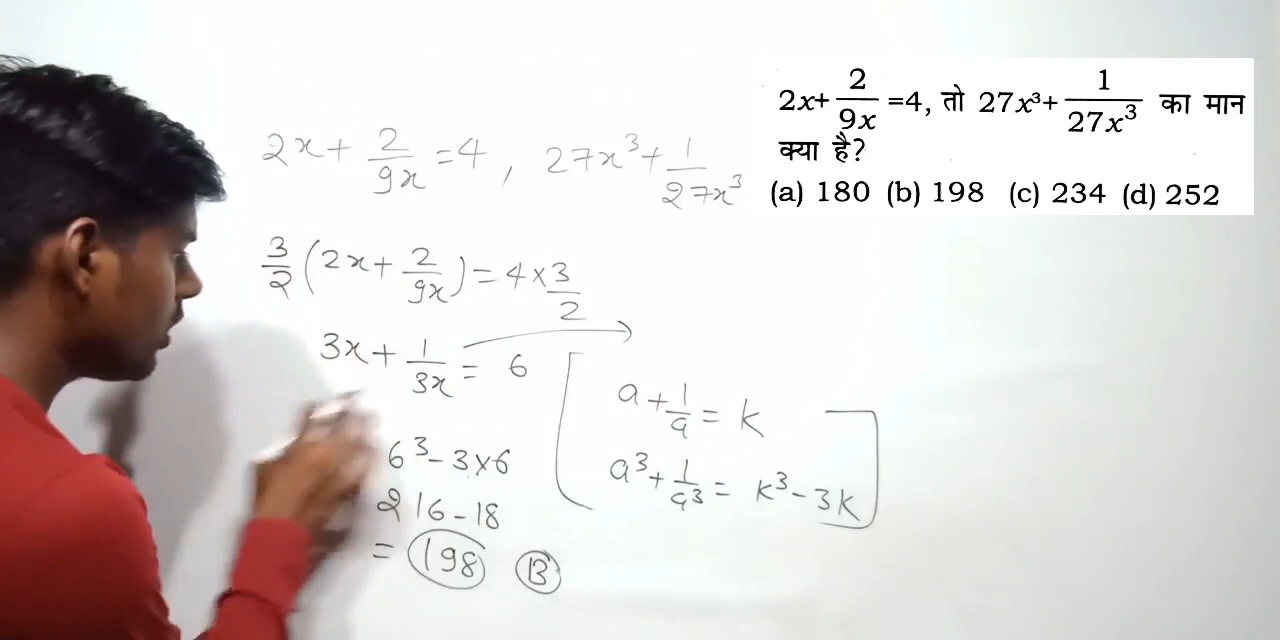 2x+ 2/9x =4, तो 27x³+ 1/27x³ का मान
क्या है?
(a) 180 (b) 198 (c) 234 (d) 252
2x + 2/9x = 4 , 27x³ + 1/27x³
3/2 (2x + 2/9x) = 4 × 3/2
3x + 1/3x = 6
a + 1/a = k
a³ + 1/a³ = k³ - 3k
6³ - 3×6
216 - 18
= 198 B